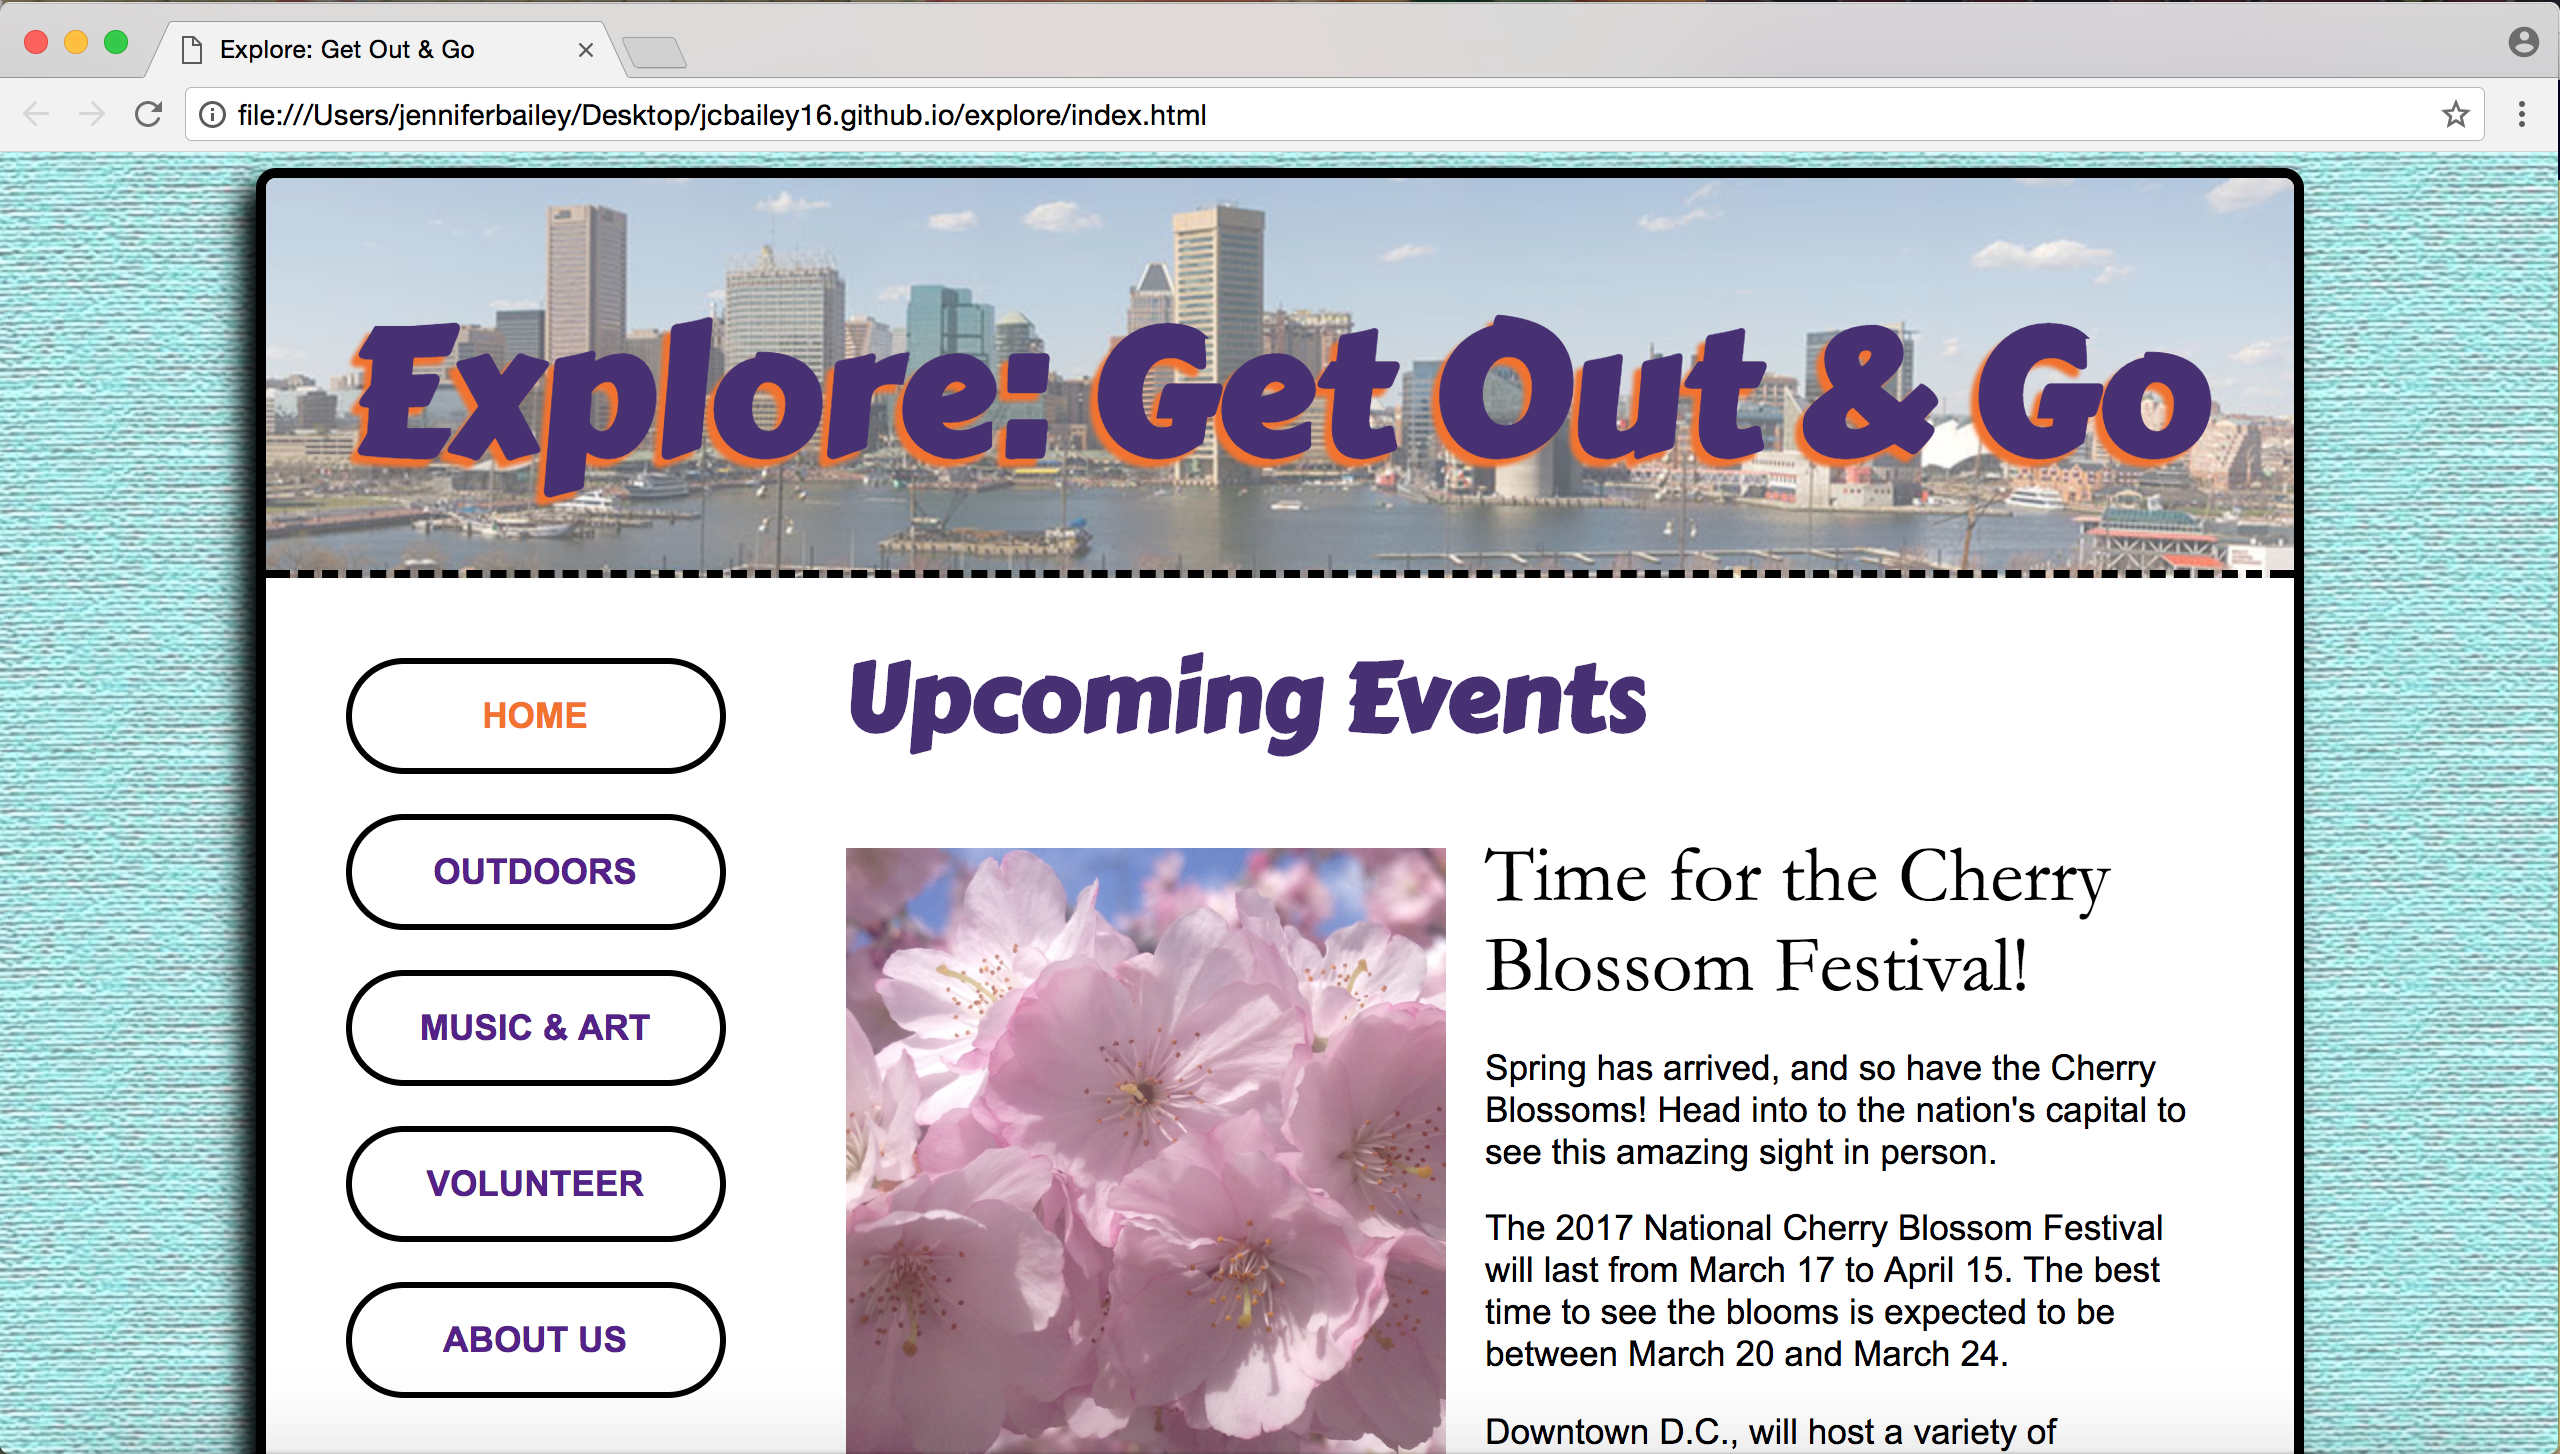 Explore: Get Out & Go
file:///Users/jenniferbailey/Desktop/jcbailey16.github.io/explore/index.html
Explore: Get Out & Go
HOME
OUTDOORS
MUSIC & ART
VOLUNTEER
ABOUT US
Upcoming Events
Time for the Cherry
Blossom Festival!
Spring has arrived, and so have the Cherry
Blossoms! Head into to the nation's capital to
see this amazing sight in person.
The 2017 National Cherry Blossom Festival
will last from March 17 to April 15. The best
time to see the blooms is expected to be
between March 20 and March 24.
Downtown D.C., will host a variety of